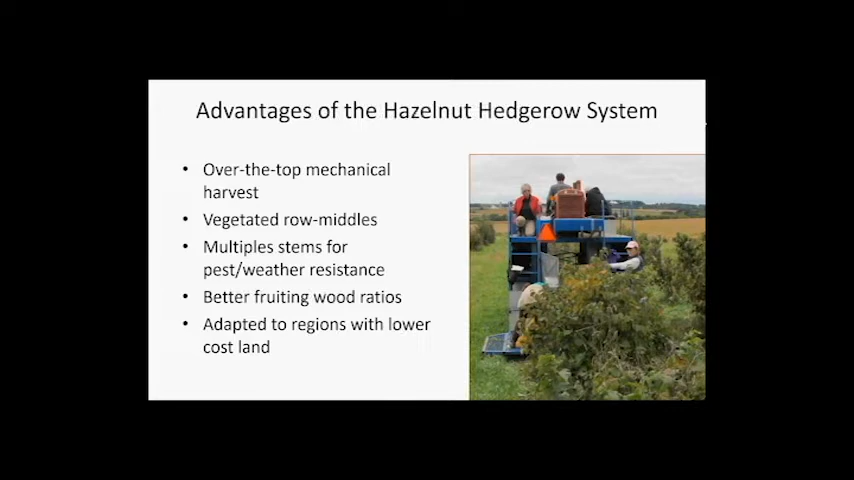 Advantages of the Hazelnut Hedgerow System
• Over-the-top mechanical
harvest
• Vegetated row-middles
• Multiples stems for
pest/weather resistance
• Better fruiting wood ratios
• Adapted to regions with lower
cost land